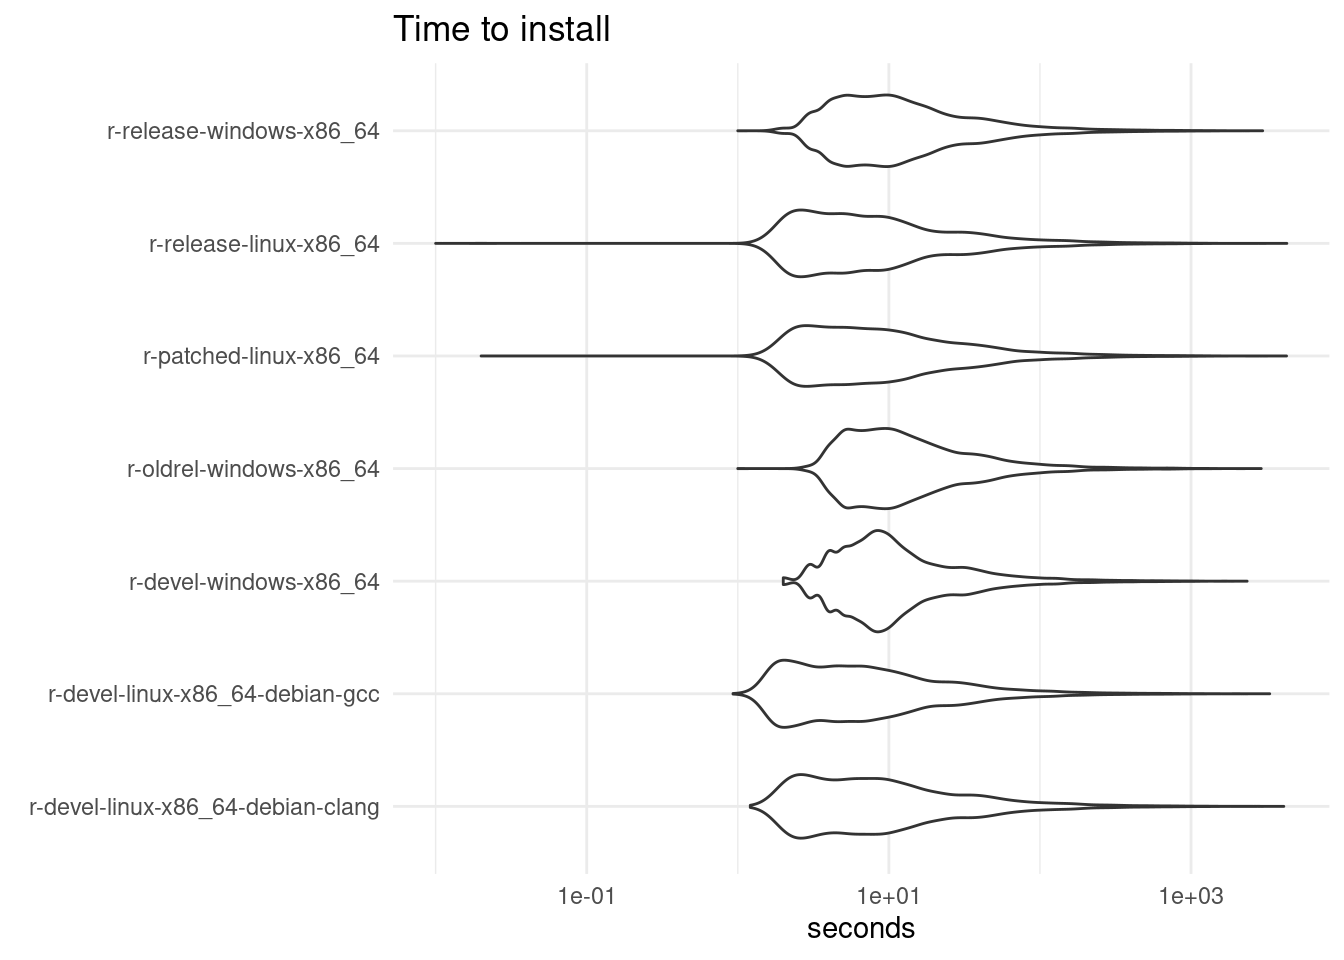 Time to install
r-release-windows-x86_64
r-release-linux-x86_64
r-patched-linux-x86_64
r-oldrel-windows-x86_64
r-devel-windows-x86_64
r-devel-linux-x86_64-debian-gcc
r-devel-linux-x86_64-debian-clang
1e-01 1e+01 1e+03
seconds